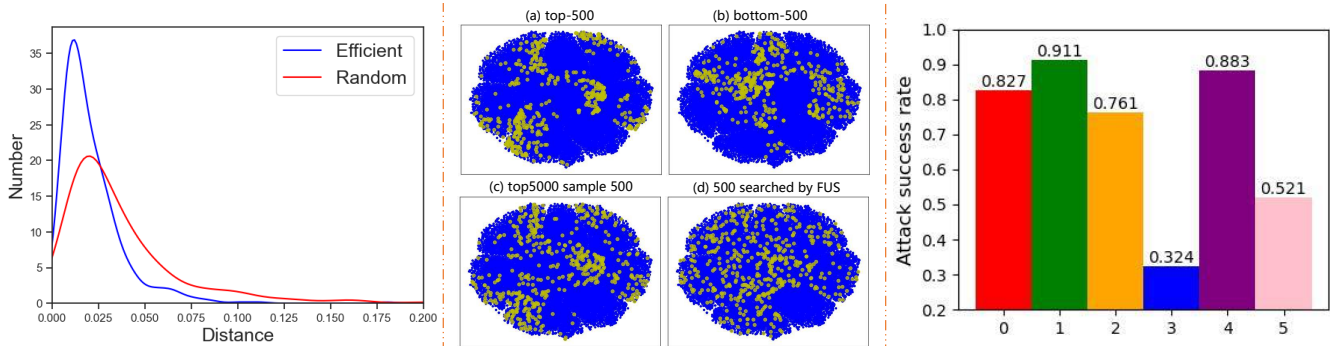 Number
35
30
25
20
15
10
5
0
0.000 0.025 0.050 0.075 0.100 0.125 0.150 0.175 0.200
Distance
Efficient
Random
(a) top-500
(b) bottom-500
(c) top5000 sample 500
(d) 500 searched by FUS
Attack success rate
1.0
0.9
0.8
0.7
0.6
0.5
0.4
0.3
0.2
0.827
0.911
0.761
0.324
0.883
0.521
0 1 2 3 4 5